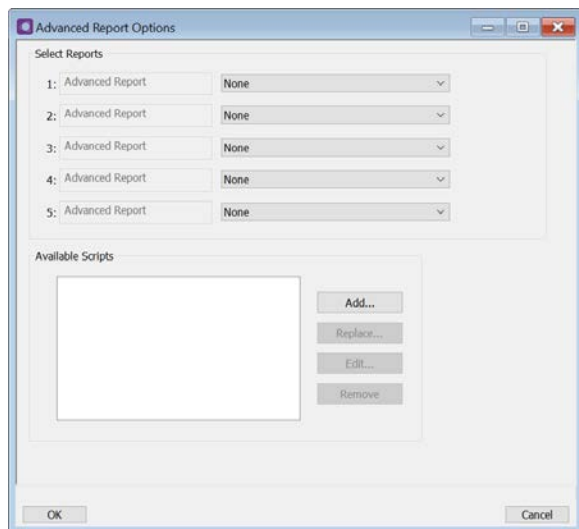 Advanced Report Options
Select Reports
1: Advanced Report None
2: Advanced Report None
3: Advanced Report None
4: Advanced Report None
5: Advanced Report None
Available Scripts
Add...
Replace...
Edit...
Remove
OK Cancel